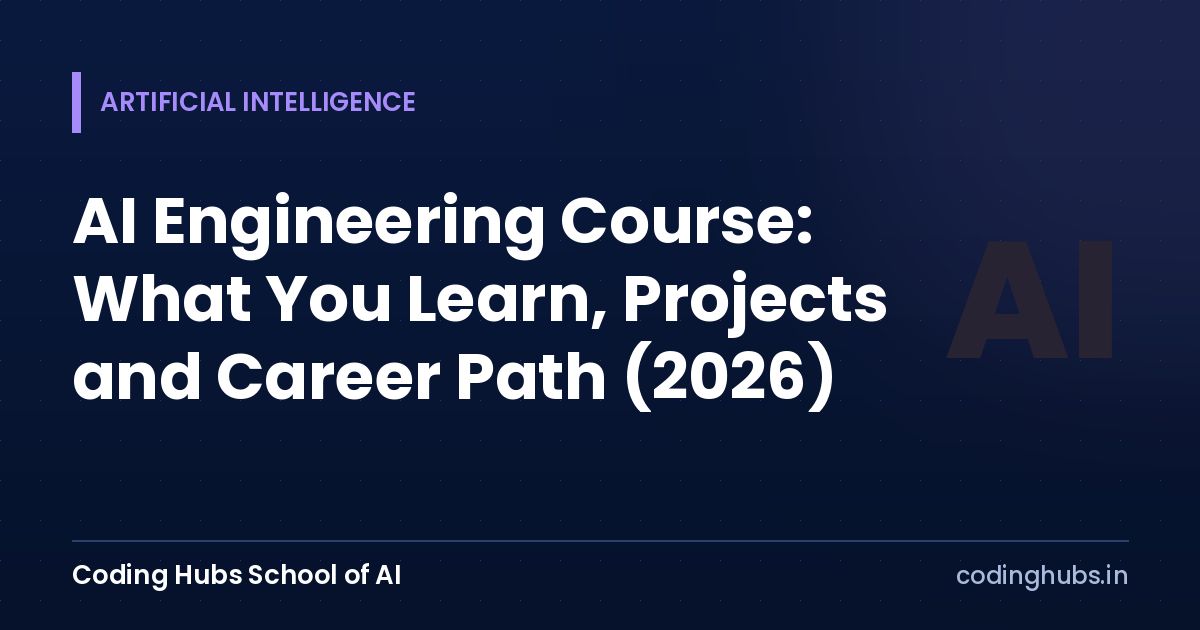 ARTIFICIAL INTELLIGENCE
AI Engineering Course:
What You Learn, Projects
and Career Path (2026)
AI
Coding Hubs School of AI
codinghubs.in